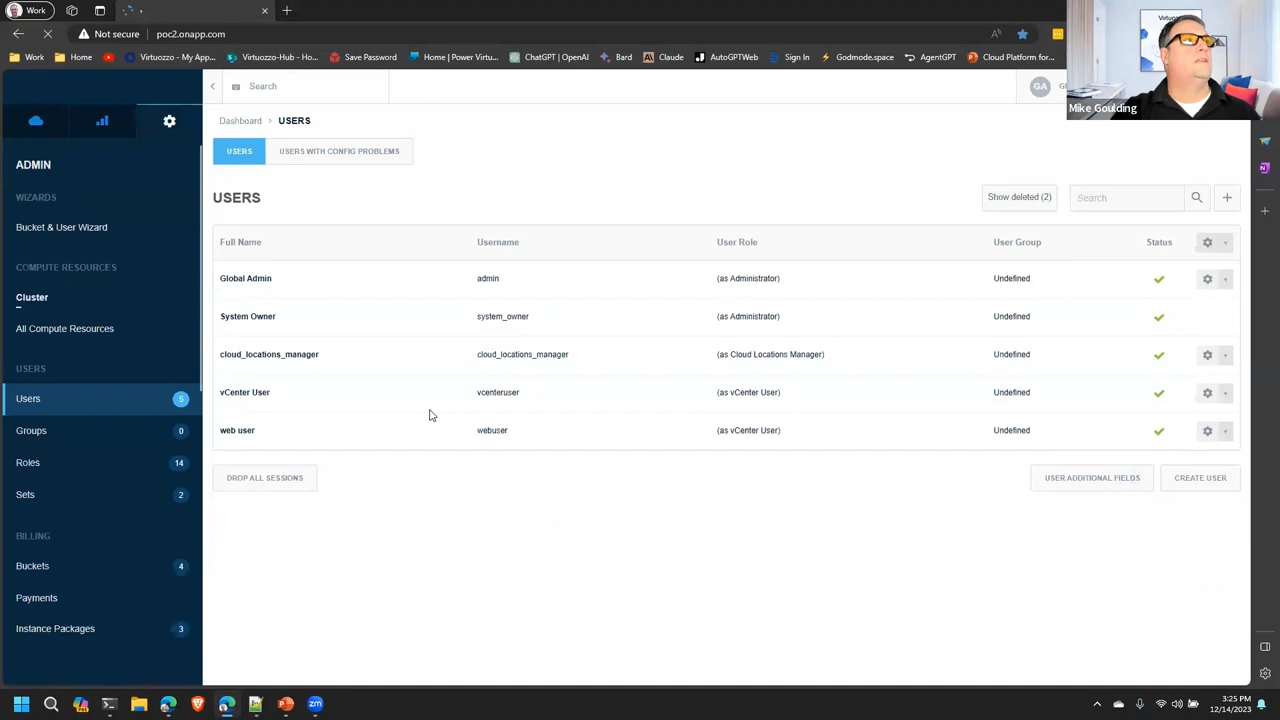 Work
Not secure poc2.onapp.com
Work Home Virtuozzo - My Ap... Virtuozzo-Hub - Ho... Save Password Home | Power Virtu... ChatGPT | OpenAI Bard Claude AutoGPTWeb Sign In Godmode.space AgentGPT Cloud Platform for...
Search
GA
Mike Goulding
Dashboard > USERS
USERS USERS WITH CONFIG PROBLEMS
ADMIN
WIZARDS
Bucket & User Wizard
COMPUTE RESOURCES
Cluster
All Compute Resources
USERS
Users 5
Groups 0
Roles 14
Sets 2
BILLING
Buckets 4
Payments
Instance Packages 3
USERS
Show deleted (2) Search
Full Name Username User Role User Group Status
Global Admin admin (as Administrator) Undefined
System Owner system_owner (as Administrator) Undefined
cloud_locations_manager cloud_locations_manager (as Cloud Locations Manager) Undefined
vCenter User vcenteruser (as vCenter User) Undefined
web user webuser (as vCenter User) Undefined
DROP ALL SESSIONS USER ADDITIONAL FIELDS CREATE USER
3:25 PM
12/14/2023